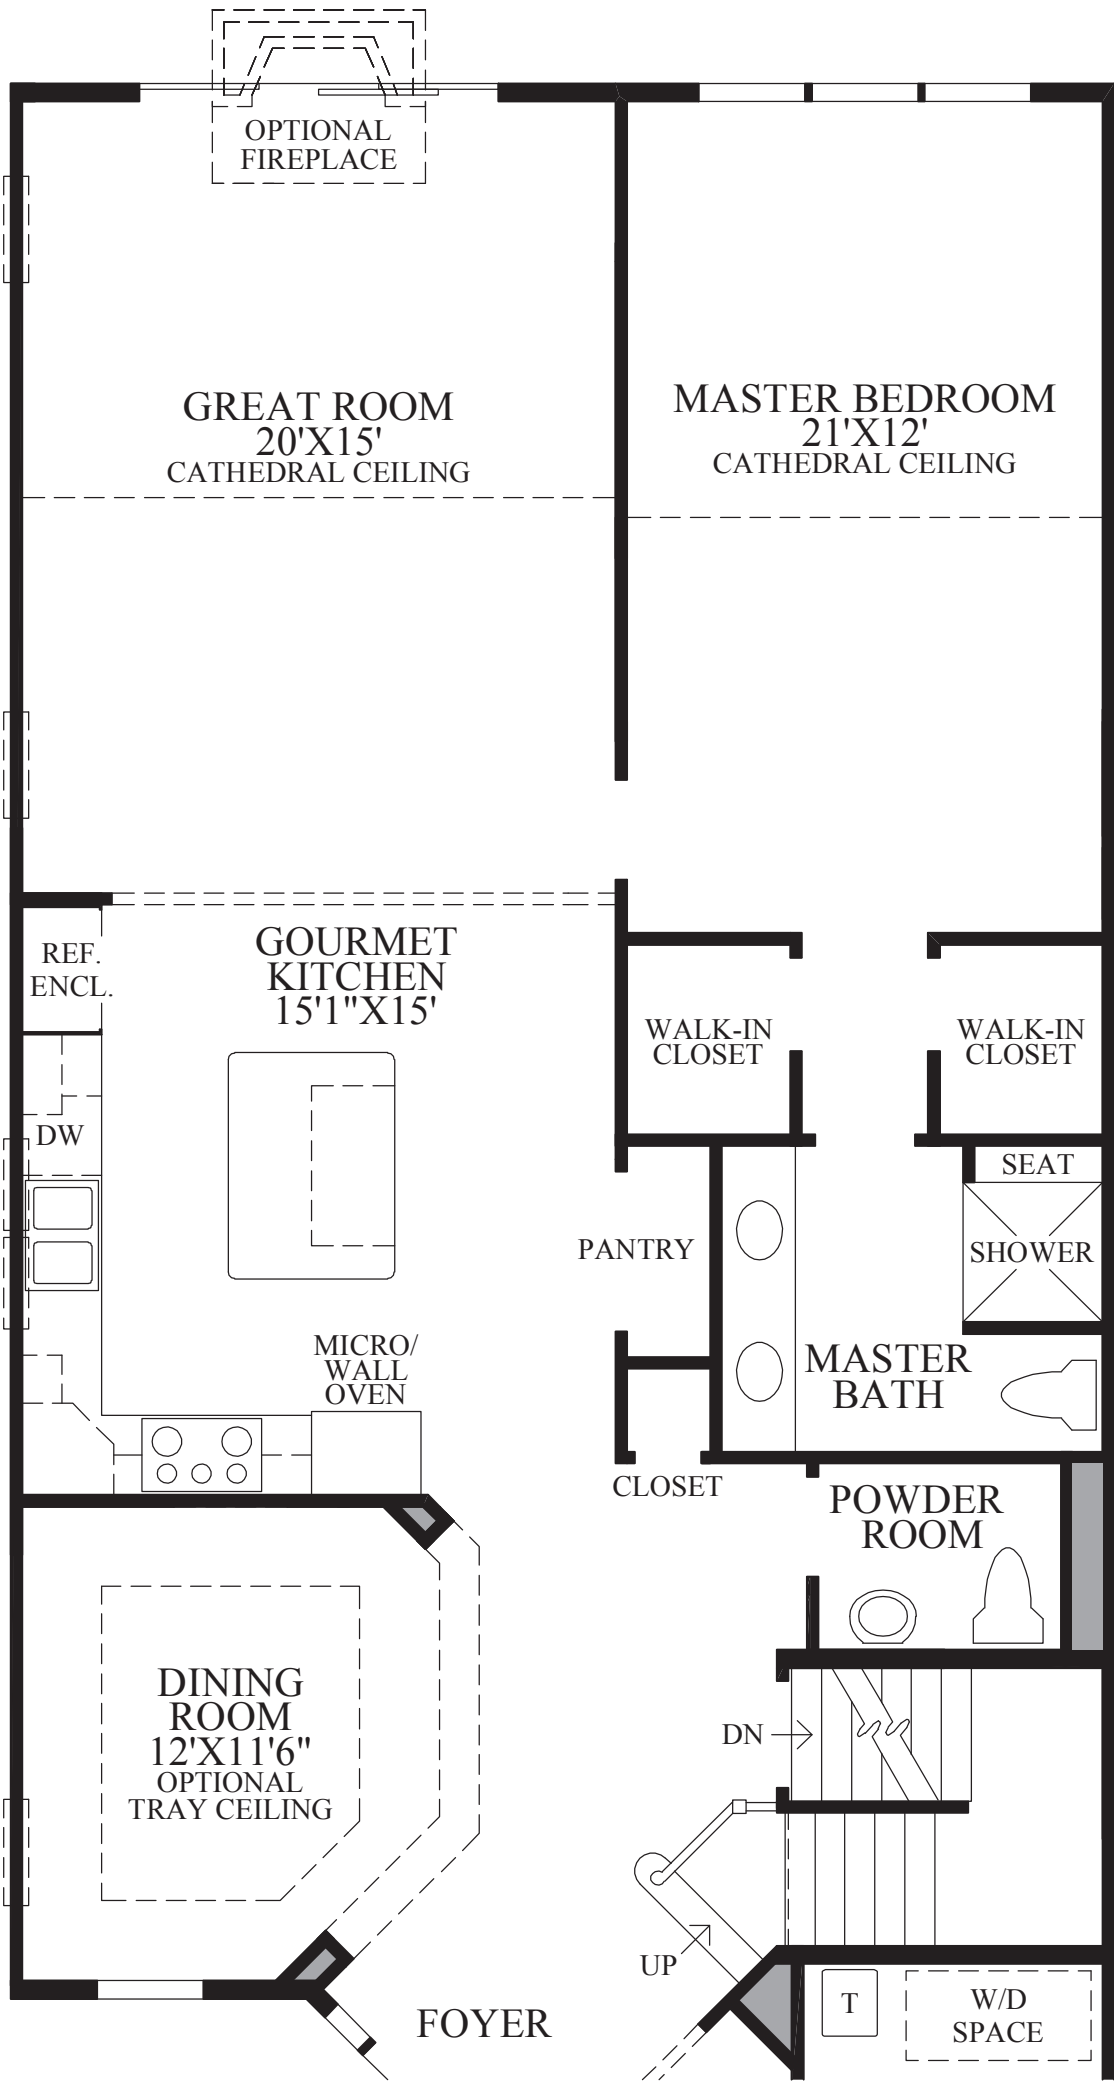 OPTIONAL
FIREPLACE
GREAT ROOM
20'X15'
CATHEDRAL CEILING
MASTER BEDROOM
21'X12'
CATHEDRAL CEILING
REF.
ENCL.
GOURMET
KITCHEN
15'1"X15'
WALK-IN
CLOSET
WALK-IN
CLOSET
DW
SEAT
PANTRY
SHOWER
MICRO/
WALL
OVEN
MASTER
BATH
CLOSET
POWDER
ROOM
DINING
ROOM
12'X11'6"
OPTIONAL
TRAY CEILING
DN
UP
FOYER
T
W/D
SPACE